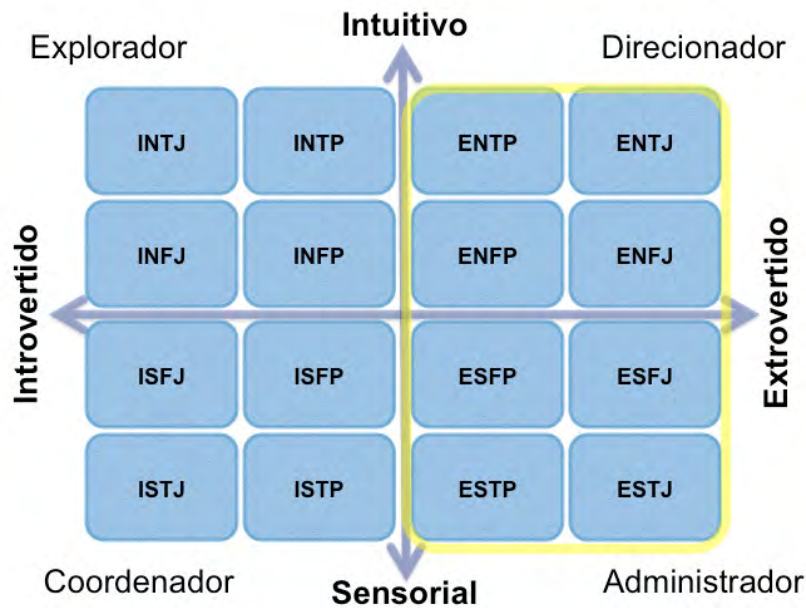 Intuitivo
Explorador
Direcionador
INTJ
INTP
ENTP
ENTJ
INFJ
INFP
ENFP
ENFJ
Introvertido
Extrovertido
ISFJ
ISFP
ESFP
ESFJ
ISTJ
ISTP
ESTP
ESTJ
Coordenador
Sensorial
Administrador